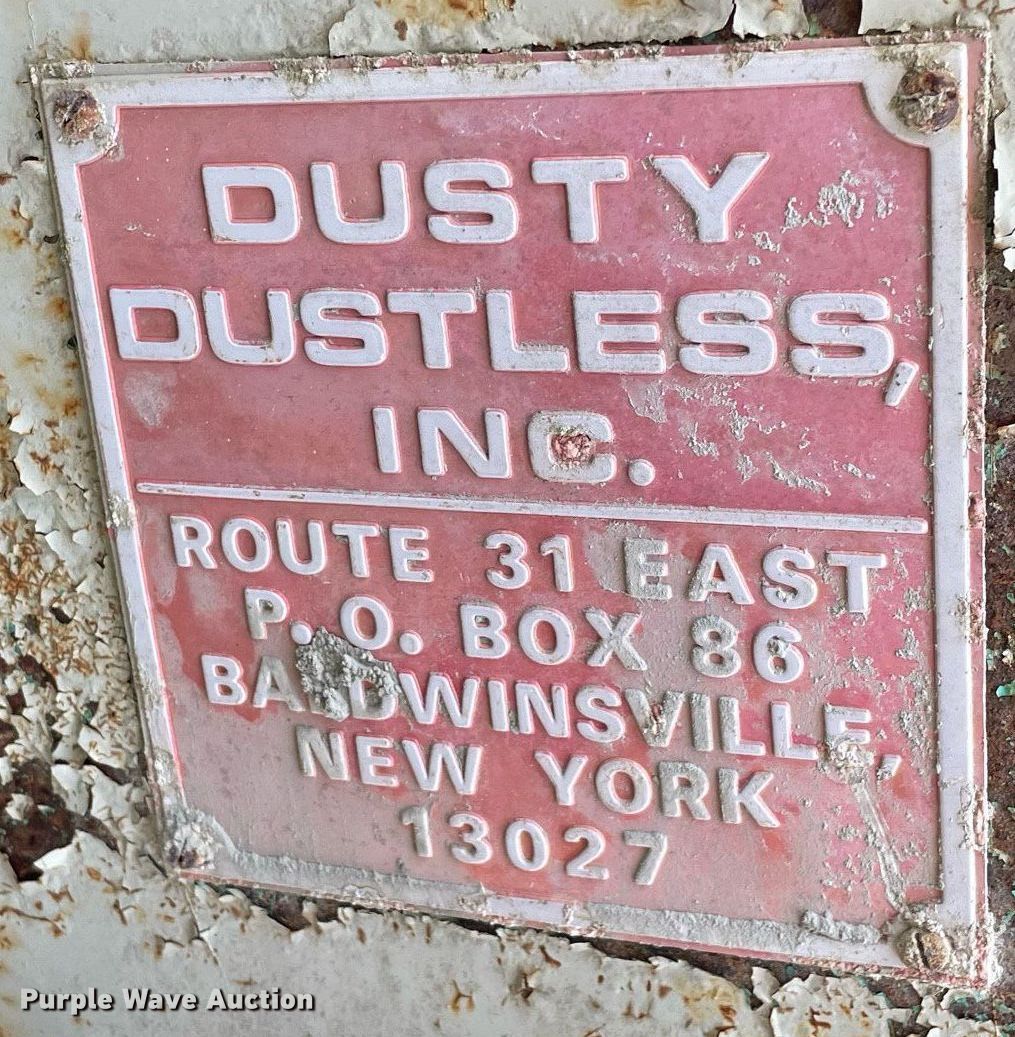 DUSTY
DUSTLESS,
INC.
ROUTE 31 EAST
P.O. BOX 86
BALDWINSVILLE,
NEW YORK
13027
Purple Wave Auction